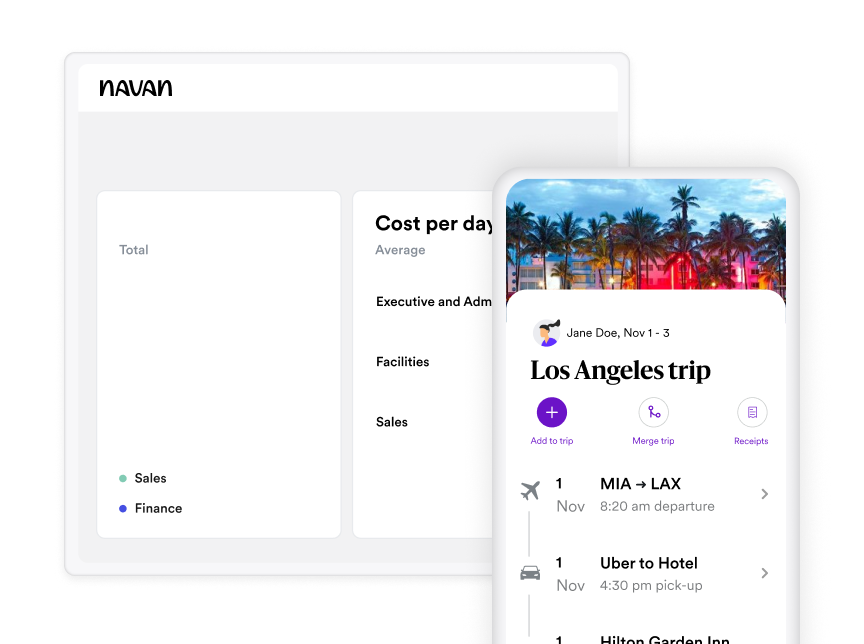 NAVAN
Total
Sales
Finance
Cost per day
Average
Executive and Adm
Facilities
Sales
Jane Doe, Nov 1 - 3
Los Angeles trip
Add to trip
Merge trip
Receipts
1 Nov
MIA → LAX
8:20 am departure
1 Nov
Uber to Hotel
4:30 pm pick-up
1
Hilton Garden Inn